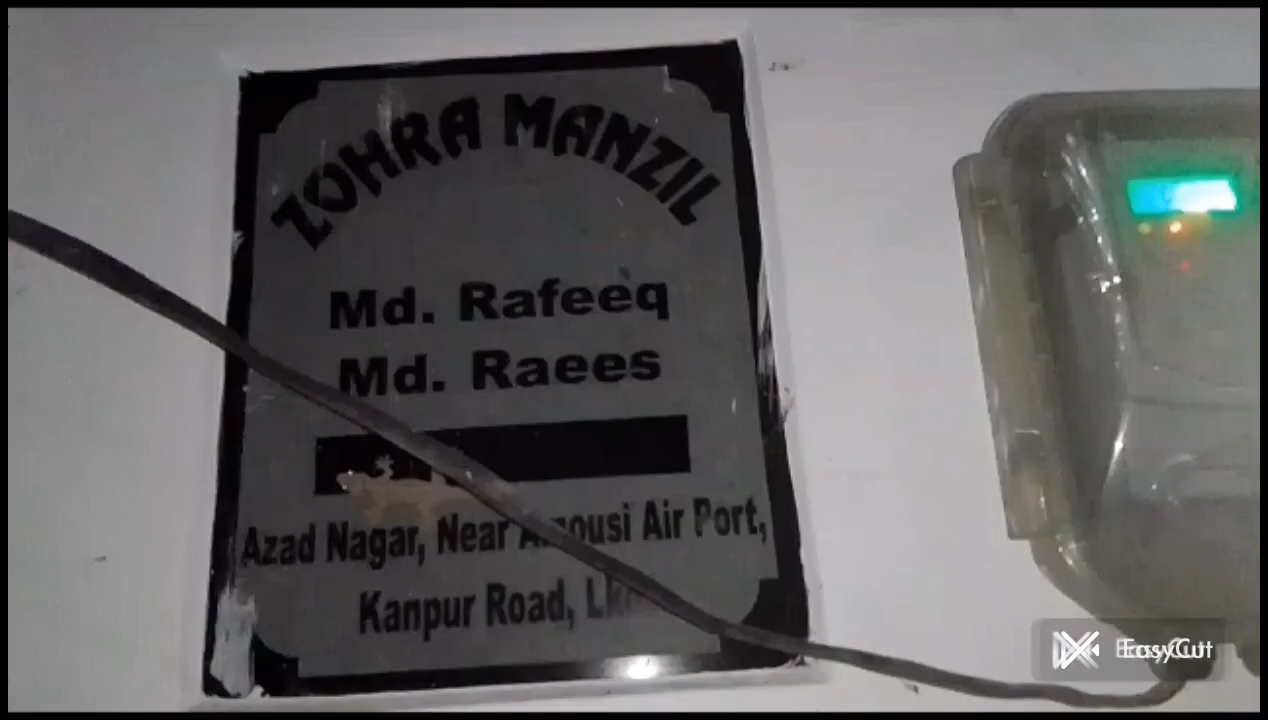 ZOHRA MANZIL
Md. Rafeeq
Md. Raees
Azad Nagar, Near Air Port,
Kanpur Road,
EasyCut